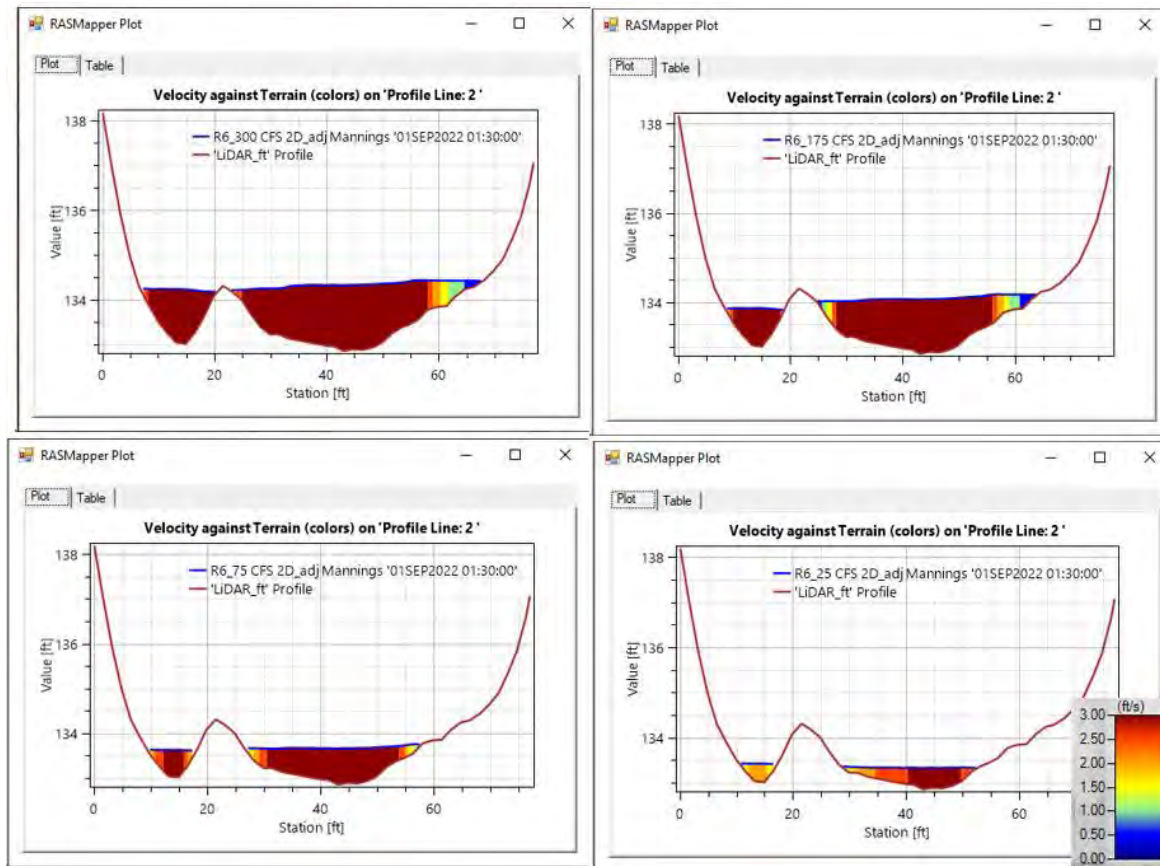 RASMapper Plot
Plot Table
Velocity against Terrain (colors) on 'Profile Line: 2 '
R6_300 CFS 2D_adj Mannings '01SEP2022 01:30:00'
'LiDAR_ft' Profile
138
136
134
Value [ft]
0 20 40 60
Station [ft]
RASMapper Plot
Plot Table
Velocity against Terrain (colors) on 'Profile Line: 2 '
R6_175 CFS 2D_adj Mannings '01SEP2022 01:30:00'
'LiDAR_ft' Profile
138
136
134
Value [ft]
0 20 40 60
Station [ft]
RASMapper Plot
Plot Table
Velocity against Terrain (colors) on 'Profile Line: 2 '
R6_75 CFS 2D_adj Mannings '01SEP2022 01:30:00'
'LiDAR_ft' Profile
138
136
134
Value [ft]
0 20 40 60
Station [ft]
RASMapper Plot
Plot Table
Velocity against Terrain (colors) on 'Profile Line: 2 '
R6_25 CFS 2D_adj Mannings '01SEP2022 01:30:00'
'LiDAR_ft' Profile
138
136
134
Value [ft]
0 20 40 60
Station [ft]
(ft/s)
3.00
2.50
2.00
1.50
1.00
0.50
0.00